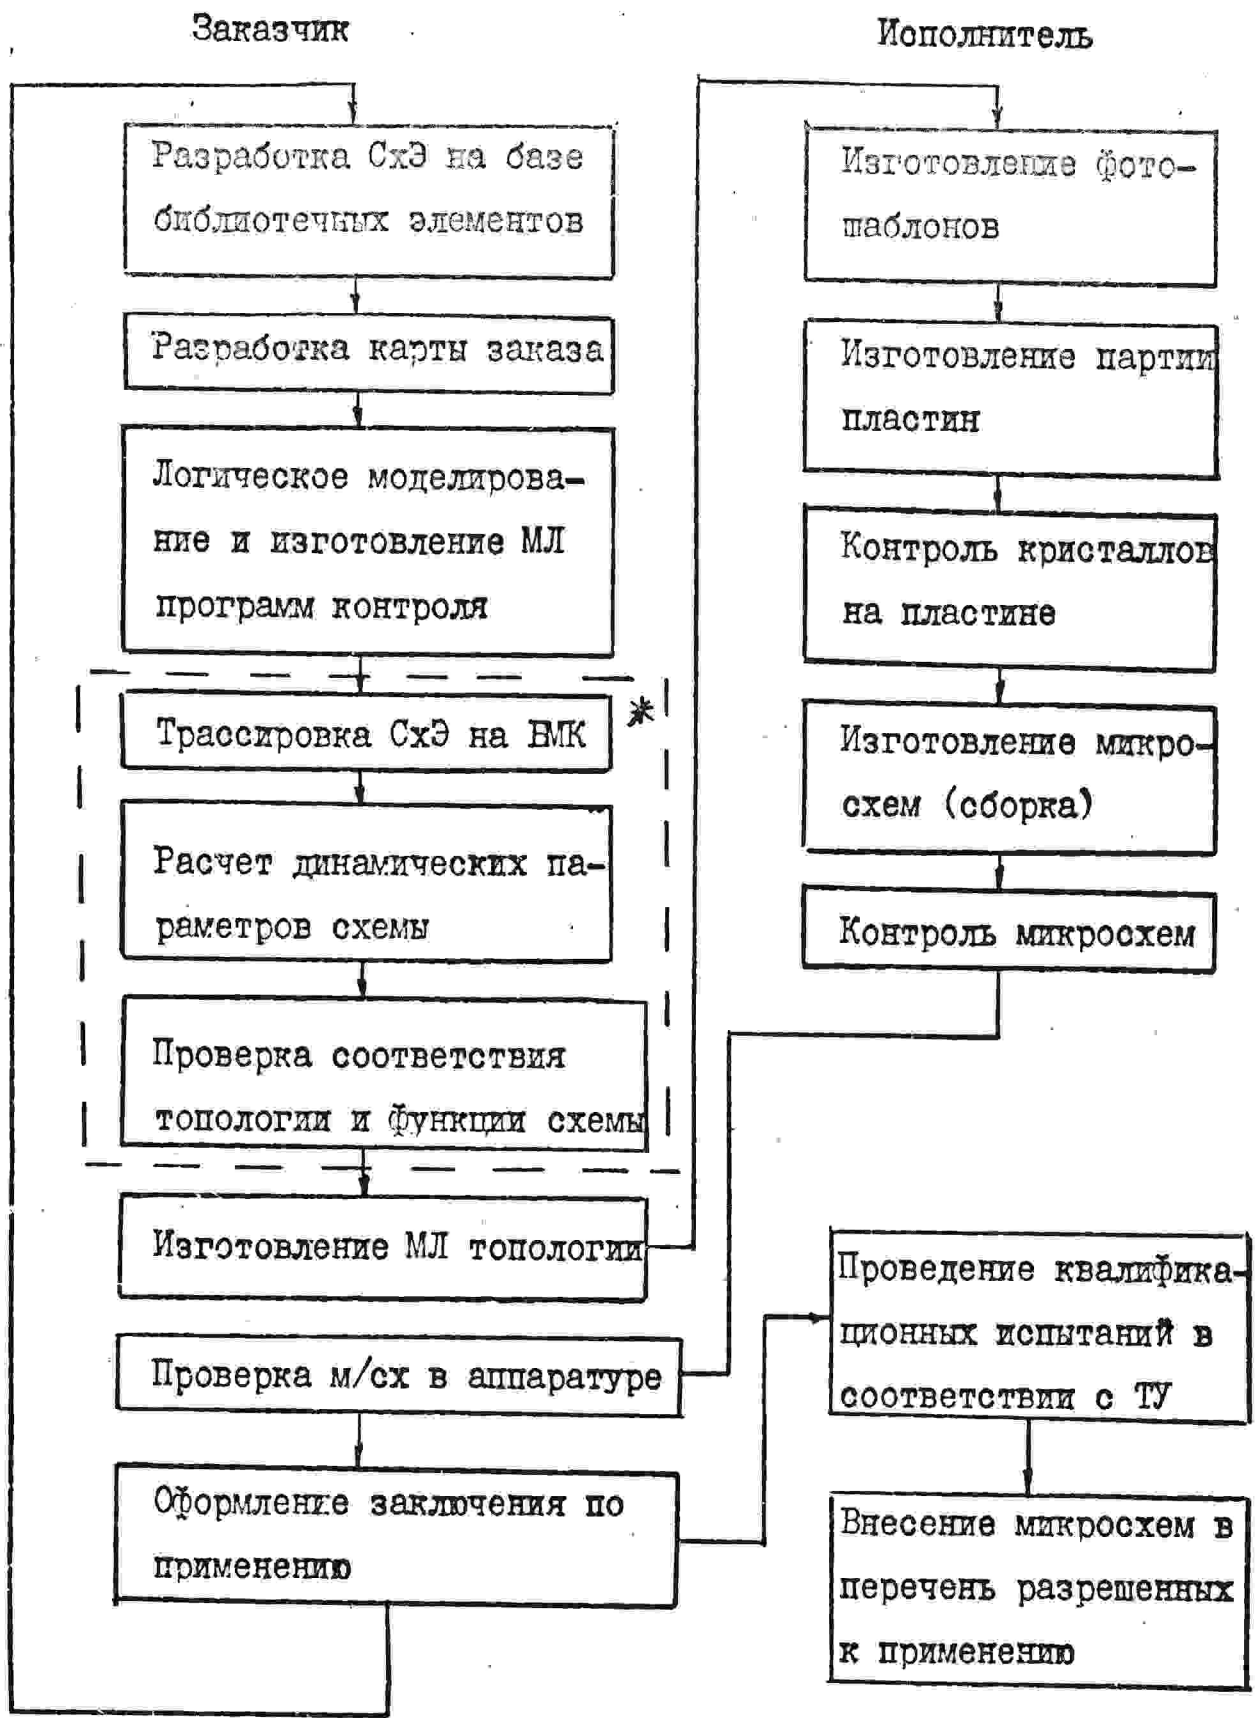 Заказчик
Разработка СхЭ на базе
библиотечных элементов
Разработка карты заказа
Логическое моделирова-
ние и изготовление МЛ
программ контроля
Трассировка СхЭ на БМК *
Расчет динамических па-
раметров схемы
Проверка соответствия
топологии и функции схемы
Изготовление МЛ топологии
Проверка м/сх в аппаратуре
Оформление заключения по
применению
Исполнитель
Изготовление фото-
шаблонов
Изготовление партии
пластин
Контроль кристаллов
на пластине
Изготовление микро-
схем (сборка)
Контроль микросхем
Проведение квалифика-
ционных испытаний в
соответствии с ТУ
Внесение микросхем в
перечень разрешенных
к применению